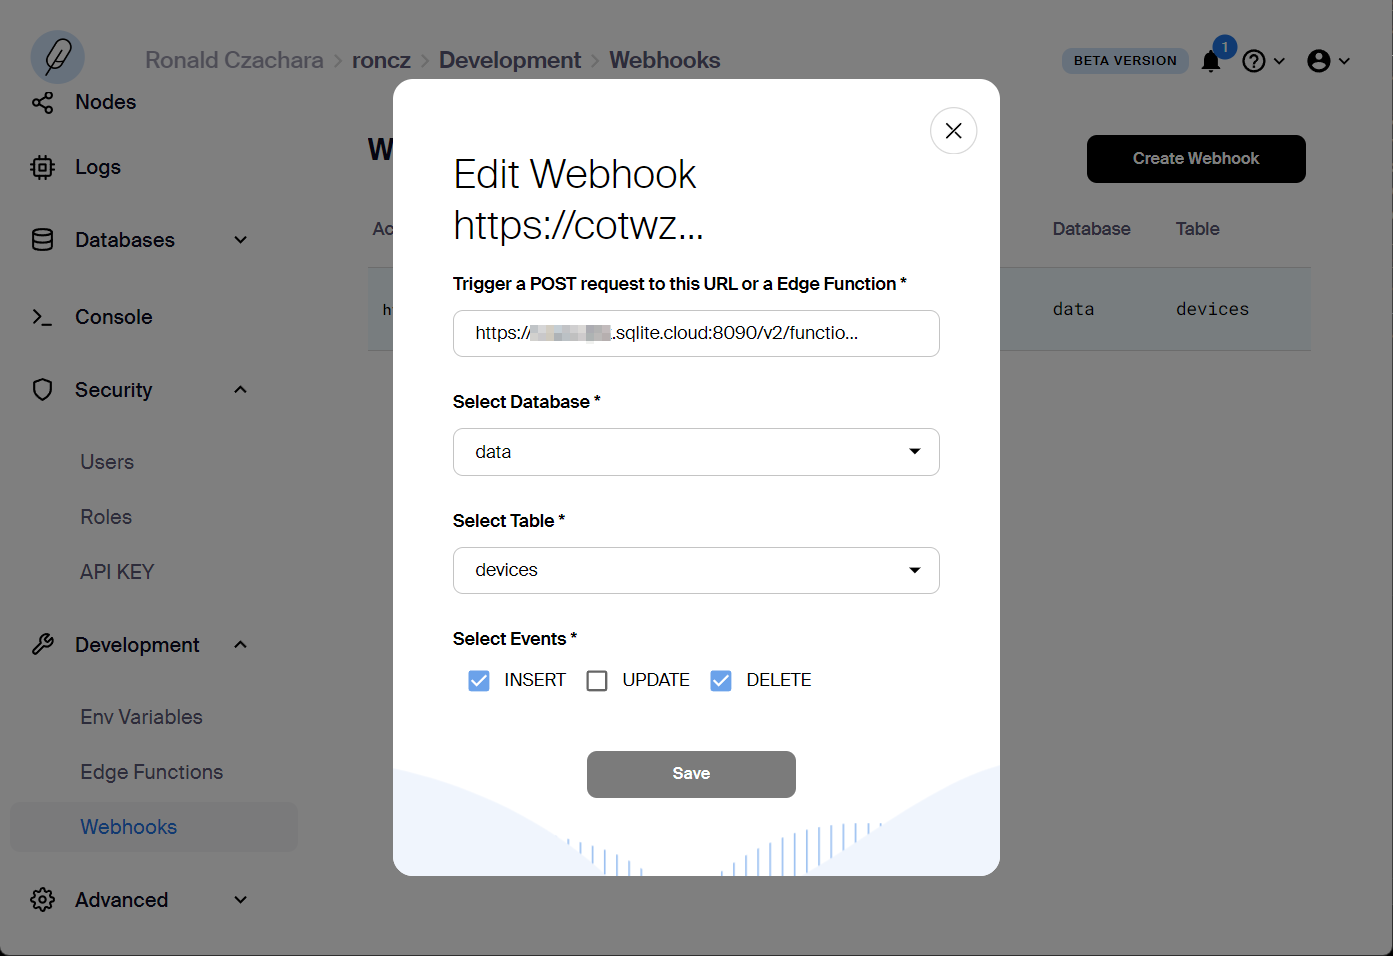 Ronald Czachara > roncz > Development > Webhooks
BETA VERSION
1
Nodes
Logs
Databases
Console
Security
Users
Roles
API KEY
Development
Env Variables
Edge Functions
Webhooks
Advanced
Create Webhook
Database
Table
data
devices
Edit Webhook
https://cotwz...
Trigger a POST request to this URL or a Edge Function *
https://
.sqlite.cloud:8090/v2/functio...
Select Database *
data
Select Table *
devices
Select Events *
INSERT
UPDATE
DELETE
Save